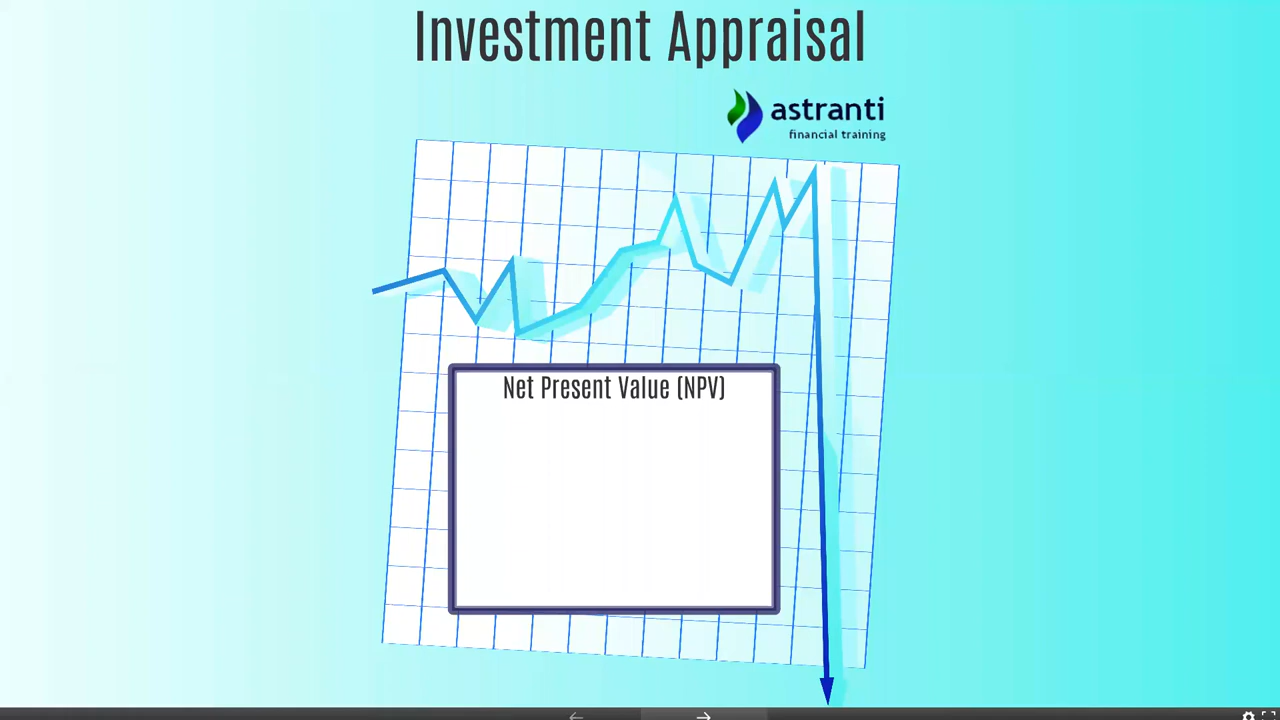 Investment Appraisal
astranti
financial training
Net Present Value (NPV)